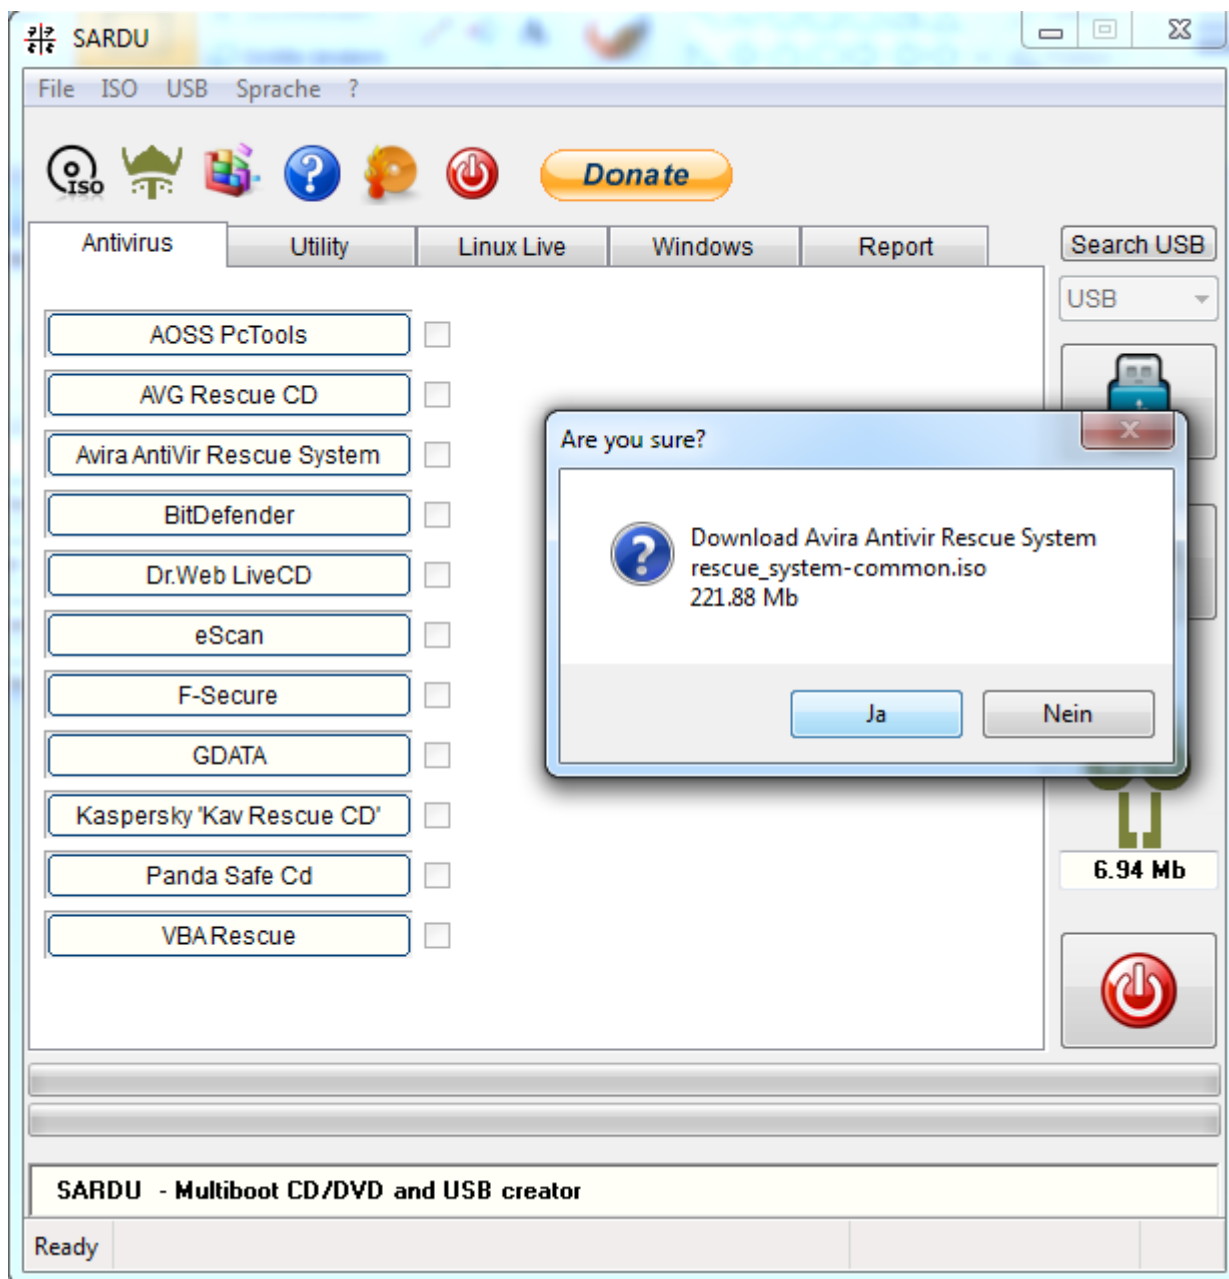 SARDU
File ISO USB Sprache ?
ISO
Donate
Antivirus Utility Linux Live Windows Report
Search USB
USB
AOSS PcTools
AVG Rescue CD
Avira AntiVir Rescue System
BitDefender
Dr.Web LiveCD
eScan
F-Secure
GDATA
Kaspersky 'Kav Rescue CD'
Panda Safe Cd
VBA Rescue
Are you sure?
Download Avira Antivir Rescue System
rescue_system-common.iso
221.88 Mb
Ja Nein
6.94 Mb
SARDU - Multiboot CD/DVD and USB creator
Ready